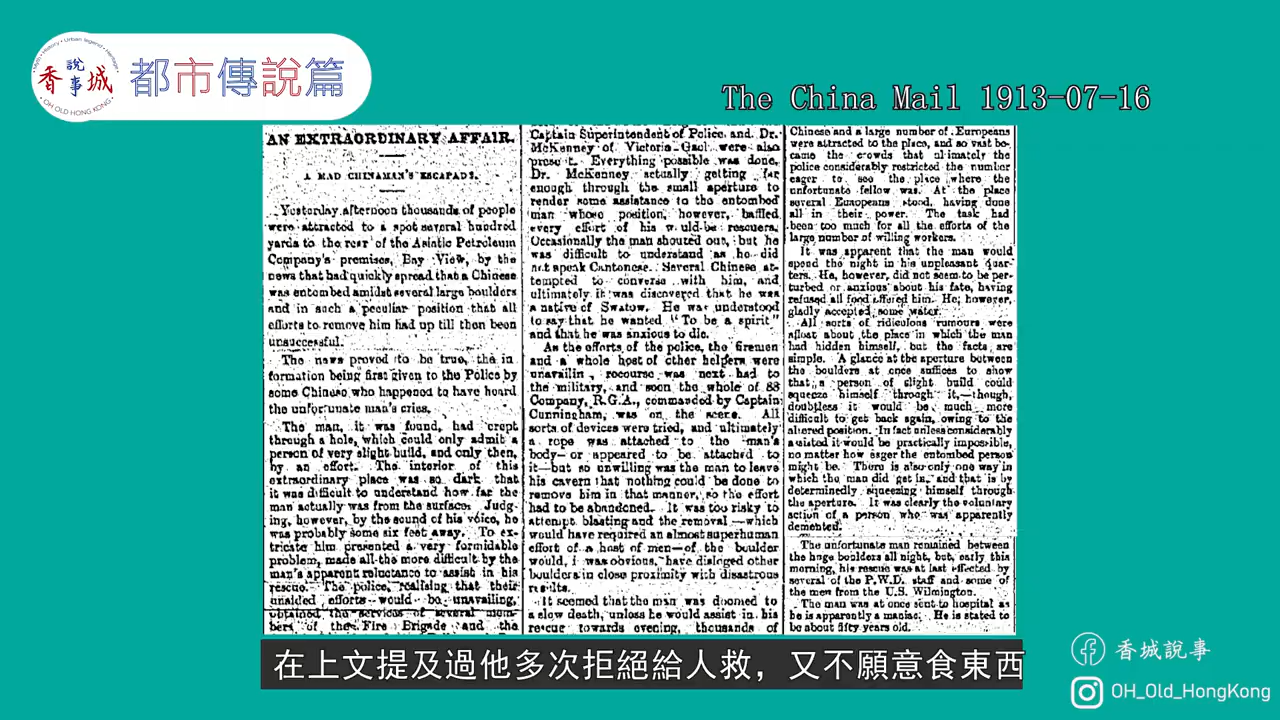 Myth • History • Urban legend • Heritage
香說事城
• OH OLD HONG KONG •
都市傳說篇
The China Mail 1913-07-16
AN EXTRAORDINARY AFFAIR.
A MAD CHINAMAN'S ESCAPADE.
Yesterday afternoon thousands of people
were attracted to a spot several hundred
yards to the rear of the Asiatic Petroleum
Company's premises, Bay View, by the
news that had quickly spread that a Chinese
was entombed amidst several large boulders
and in such a peculiar position that all
efforts to remove him had up till then been
unsuccessful.
The news proved to be true, the in
formation being first given to the Police by
some Chinese who happened to have heard
the unfortunate man's cries.
The man, it was found, had crept
through a hole, which could only admit a
person of very slight build, and only then,
by an effort. The interior of this
extraordinary place was so dark that
it was difficult to understand how far the
man actually was from the surface. Judg-
ing, however, by the sound of his voice, he
was probably some six feet away. To ex-
tricate him presented a very formidable
problem, made all the more difficult by the
man's apparent reluctance to assist in his
rescue. The police, realising that their
unaided efforts would be unavailing,
obtained the services of several mem-
bers of the Fire Brigade and the
Captain Superintendent of Police and Dr.
McKenney of Victoria Gaol were also
present. Everything possible was done,
Dr. McKenney actually getting far
enough through the small aperture to
render some assistance to the entombed
man whose position, however, baffled
every effort of his would-be rescuers.
Occasionally the man shouted out, but he
was difficult to understand as he did
not speak Cantonese. Several Chinese at-
tempted to converse with him, and
ultimately it was discovered that he was
a native of Swatow. He was understood
to say that he wanted "To be a spirit"
and that he was anxious to die.
As the efforts of the police, the firemen
and a whole host of other helpers were
unavailing, recourse was next had to
the military, and soon the whole of 88
Company, R.G.A., commanded by Captain
Cunningham, was on the scene. All
sorts of devices were tried, and ultimately
a rope was attached to the man's
body—or appeared to be attached to
it—but so unwilling was the man to leave
his cavern that nothing could be done to
remove him in that manner, so the effort
had to be abandoned. It was too risky to
attempt blasting and the removal—which
would have required an almost superhuman
effort of a host of men—of the boulder
would, it was obvious, have dislodged other
boulders in close proximity with disastrous
results.
It seemed that the man was doomed to
a slow death, unless he would assist in his
rescue towards evening, thousands of
Chinese and a large number of Europeans
were attracted to the place, and so vast be-
came the crowds that ultimately the
police considerably restricted the number
eager to see the place where the
unfortunate fellow was. At the place
several Europeans stood, having done
all in their power. The task had
been too much for all the efforts of the
large number of willing workers.
It was apparent that the man would
spend the night in his unpleasant quar-
ters. He, however, did not seem to be per-
turbed or anxious about his fate, having
refused all food offered him. He, however,
gladly accepted some water.
All sorts of ridiculous rumours were
afloat about the place in which the man
had hidden himself, but the facts are
simple. A glance at the aperture between
the boulders at once suffices to show
that a person of slight build could
squeeze himself through it,—though,
doubtless it would be much more
difficult to get back again, owing to the
altered position. In fact unless considerably
assisted it would be practically impossible,
no matter how eager the entombed person
might be. There is also only one way in
which the man did get in, and that is by
determinedly squeezing himself through
the aperture. It was clearly the voluntary
action of a person who was apparently
demented.
The unfortunate man remained between
the huge boulders all night, but, early this
morning, his rescue was at last effected by
several of the P.W.D. staff and some of
the men from the U.S. Wilmington.
The man was at once sent to hospital as
he is apparently a maniac. He is stated to
be about fifty years old.
在上文提及過他多次拒絕給人救，又不願意食東西
香城說事
OH_Old_HongKong